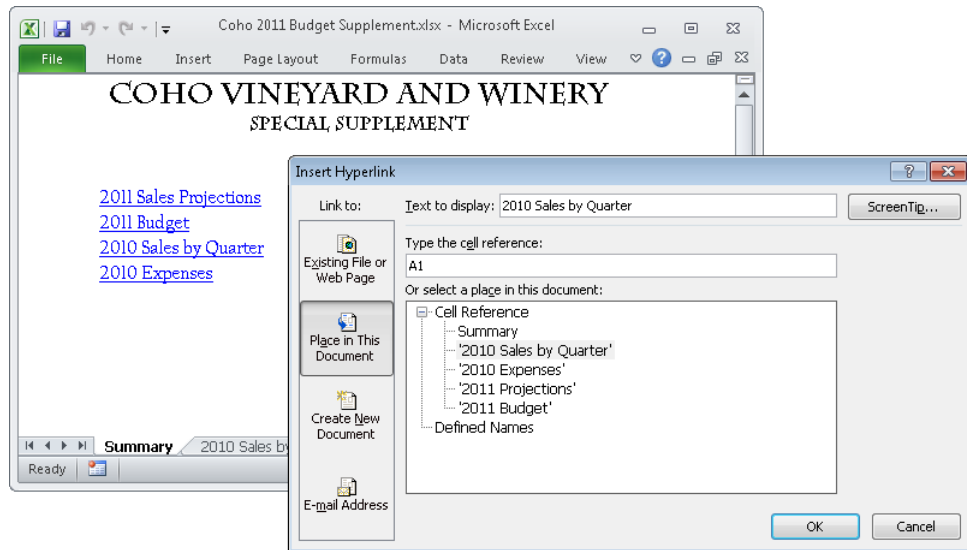 Coho 2011 Budget Supplement.xlsx - Microsoft Excel
File Home Insert Page Layout Formulas Data Review View
COHO VINEYARD AND WINERY
SPECIAL SUPPLEMENT
2011 Sales Projections
2011 Budget
2010 Sales by Quarter
2010 Expenses
Summary 2010 Sales b
Ready
Insert Hyperlink
Link to:
Text to display: 2010 Sales by Quarter
ScreenTip...
Existing File or
Web Page
Place in This
Document
Create New
Document
E-mail Address
Type the cell reference:
A1
Or select a place in this document:
Cell Reference
Summary
'2010 Sales by Quarter'
'2010 Expenses'
'2011 Projections'
'2011 Budget'
Defined Names
OK Cancel